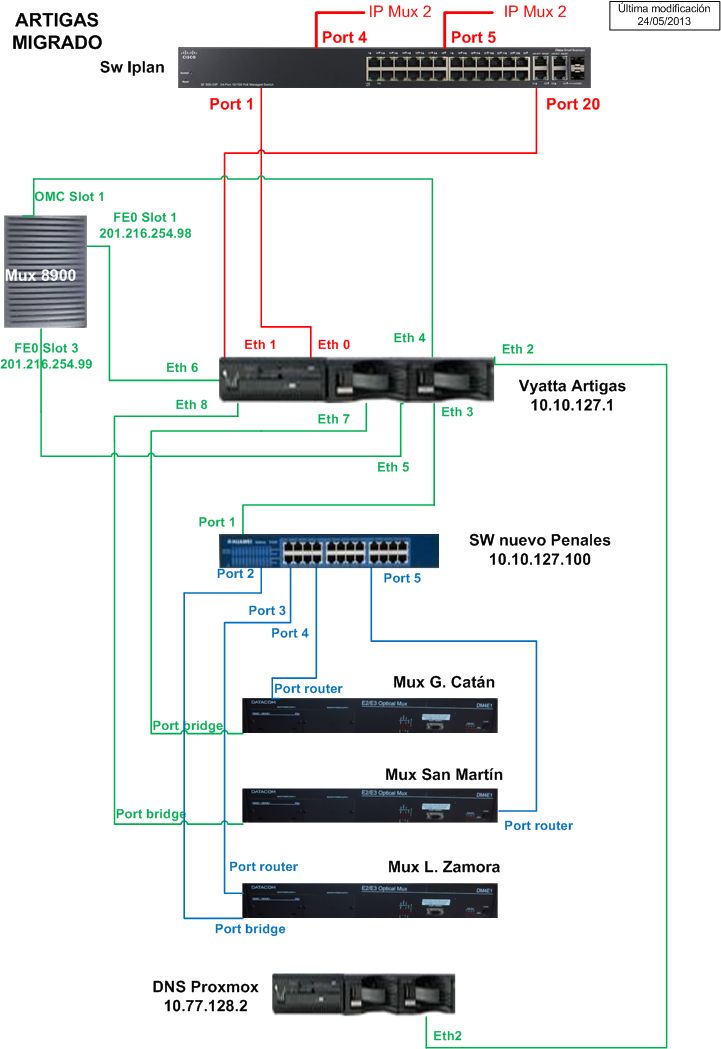 ARTIGAS
MIGRADO
IP Mux 2
IP Mux 2
Última modificación
24/05/2013
Port 4
Port 5
CISCO
Sw Iplan
Port 1
Port 20
OMC Slot 1
FE0 Slot 1
201.216.254.98
Mux 8900
FE0 Slot 3
201.216.254.99
Eth 1
Eth 0
Eth 4
Eth 2
Eth 6
Vyatta Artigas
10.10.127.1
Eth 8
Eth 7
Eth 3
Eth 5
Port 1
HUAWEI
SW nuevo Penales
10.10.127.100
Port 2
Port 5
Port 3
Port 4
Mux G. Catán
Port router
DATACOM
E2/E3 Optical Mux
DM4E1
Port bridge
Mux San Martín
DATACOM
E2/E3 Optical Mux
DM4E1
Port bridge
Port router
Mux L. Zamora
Port router
DATACOM
E2/E3 Optical Mux
DM4E1
Port bridge
DNS Proxmox
10.77.128.2
Eth2